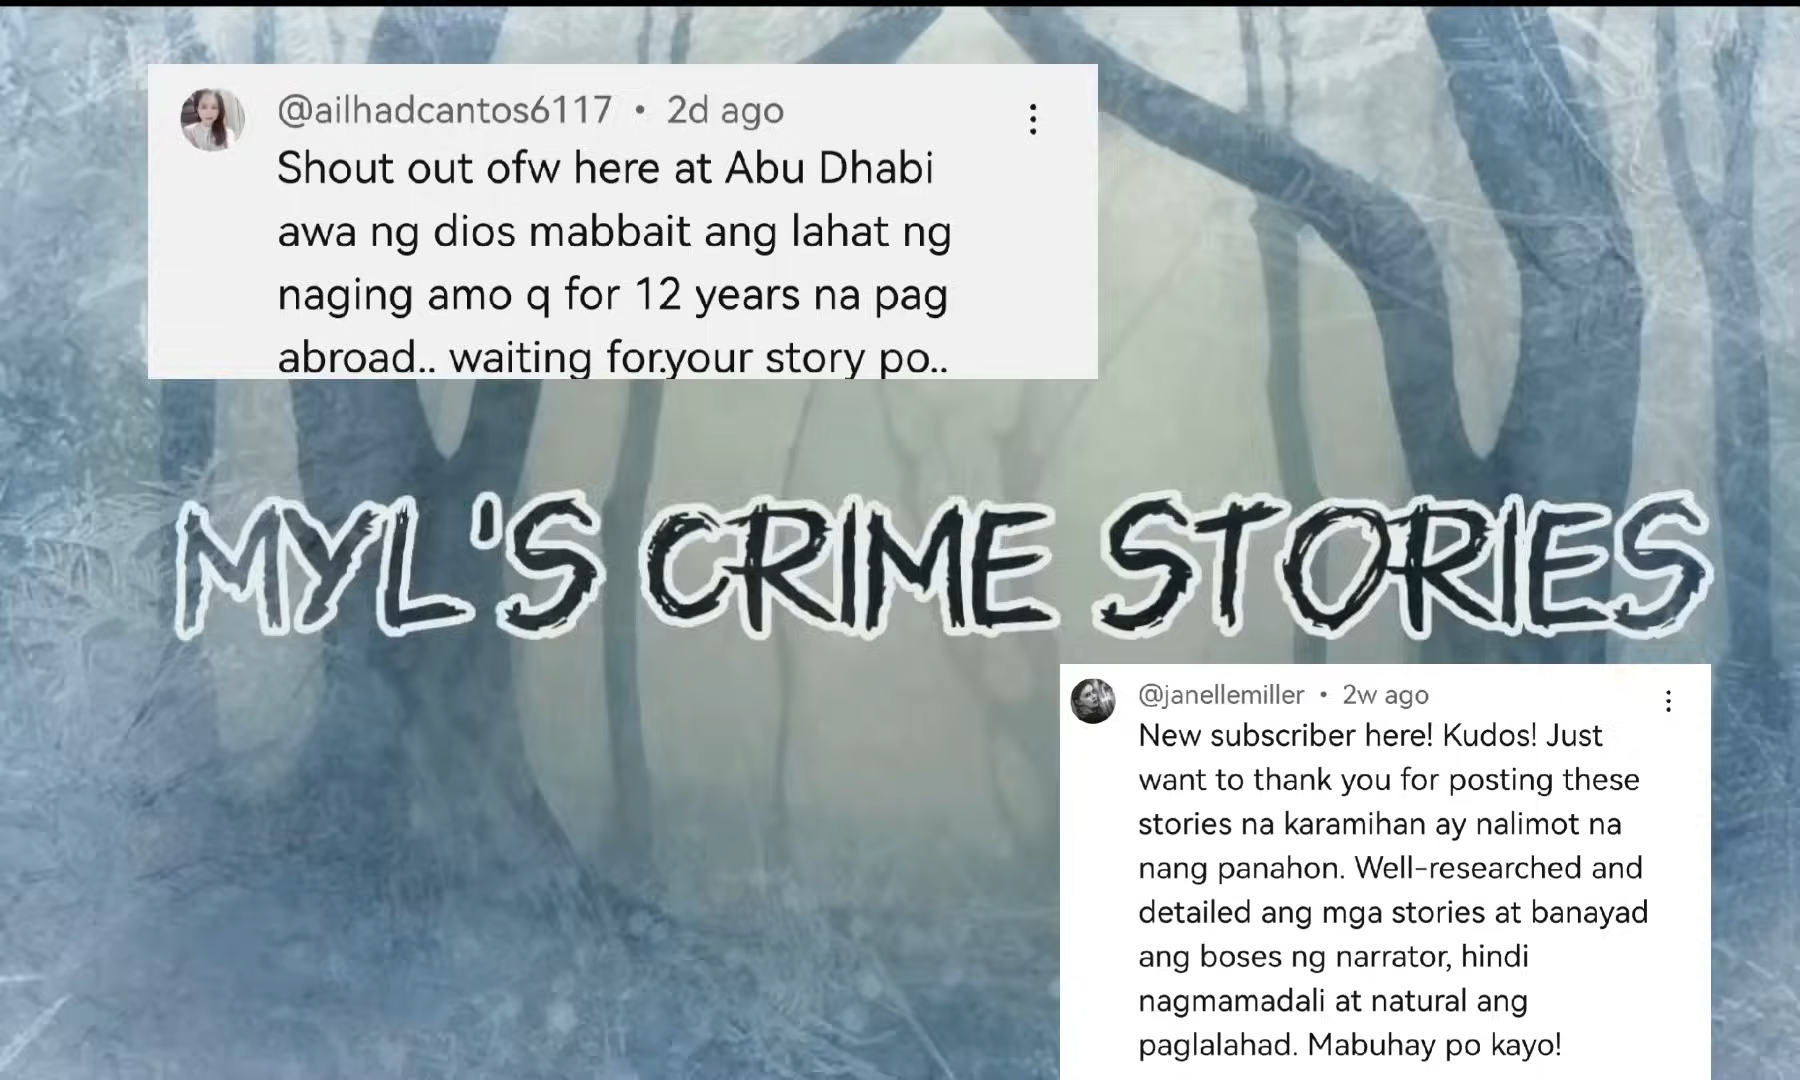 @ailhadcantos6117 • 2d ago
Shout out ofw here at Abu Dhabi
awa ng dios mabbait ang lahat ng
naging amo q for 12 years na pag
abroad.. waiting for.your story po..
MYL'S CRIME STORIES
@janellemiller • 2w ago
New subscriber here! Kudos! Just
want to thank you for posting these
stories na karamihan ay nalimot na
nang panahon. Well-researched and
detailed ang mga stories at banayad
ang boses ng narrator, hindi
nagmamadali at natural ang
paglalahad. Mabuhay po kayo!